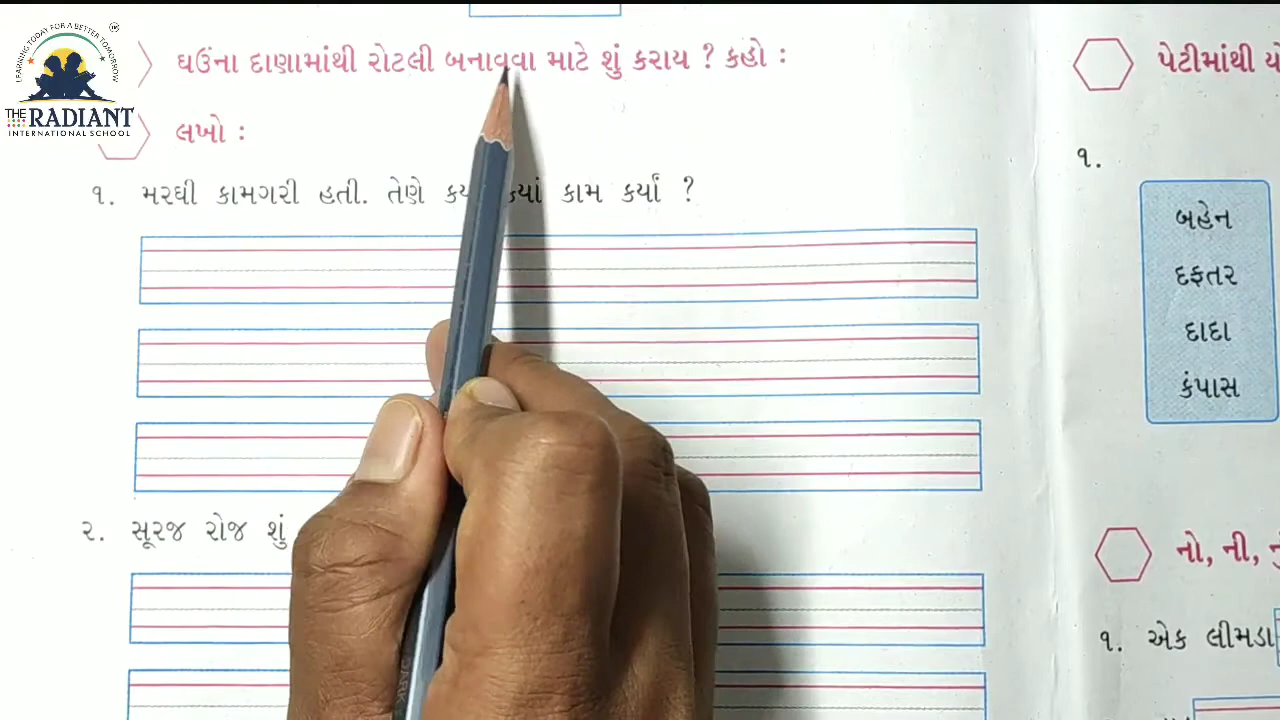 LEARNING TODAY FOR A BETTER TOMORROW
THE RADIANT
INTERNATIONAL SCHOOL
ઘઉંના દાણામાંથી રોટલી બનાવવા માટે શું કરાય ? કહો :
લખો :
૧. મરઘી કામગરી હતી. તેણે કયાં કામ કર્યાં ?
૨. સૂરજ રોજ શું
પેટીમાંથી
૧.
બહેન
દફતર
દાદા
કંપાસ
નો, ની,
૧. એક લીમડા